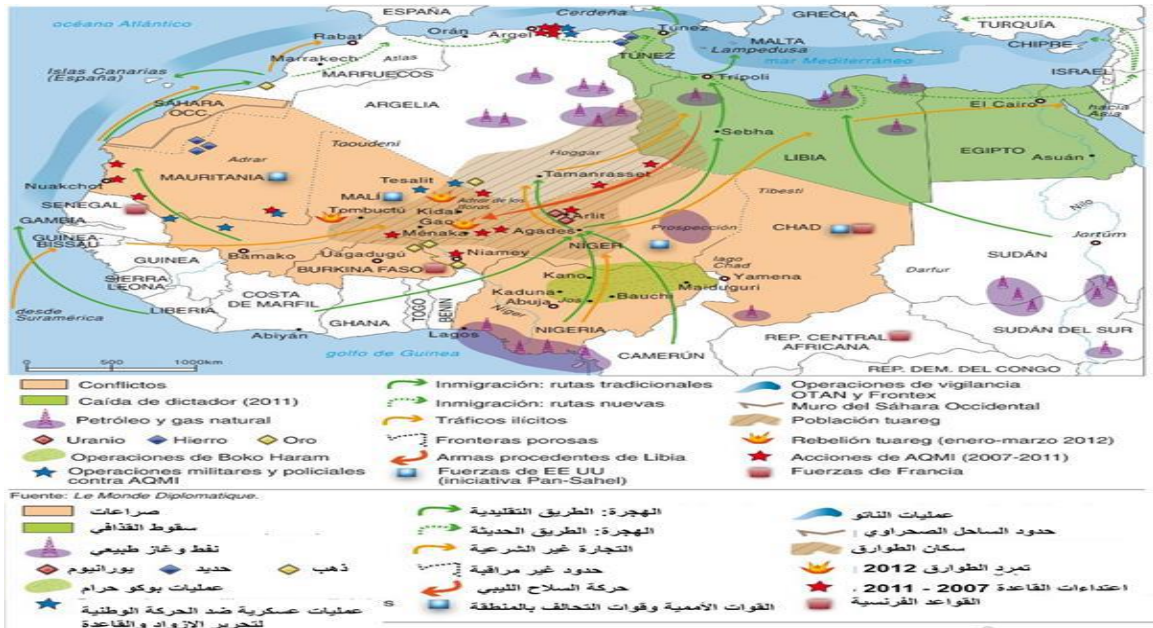 océano Atlántico
ESPAÑA
Cerdeña
GRECIA
TURQUÍA
Rabat
Orán
Argel
Túnez
MALTA
CHIPRE
Marrakech
Atlas
TÚNEZ
Lampedusa
mar Mediterráneo
Islas Canarias
(España)
MARRUECOS
Trípoli
ISRAEL
SAHARA
OCC.
ARGELIA
El Cairo
hacia
Asia
Sebha
Adrar
Taoudeni
Hoggar
LIBIA
EGIPTO
Asuán
MAURITANIA
Tesalit
Tamanrasset
Nuakchot
MALÍ
Adrar de los
Iforos
Tibesti
Nilo
SENEGAL
Tombuctú
Kidal
Arlit
GAMBIA
Gao
Agades
Prospección
CHAD
Jartúm
GUINEA-
BISSAU
Ménaka
NÍGER
Bamako
Uagadugú
Niamey
SUDÁN
GUINEA
BURKINA FASO
Kano
lago
Chad
Yamena
Darfur
SIERRA
LEONA
COSTA
DE MARFIL
Kaduna
Bauchi
Maiduguri
desde
Suramérica
LIBERIA
GHANA
TOGO
BENIN
Abuja
Jos
Níger
NIGERIA
SUDÁN DEL SUR
Abiyán
Lagos
REP. CENTRAL
AFRICANA
golfo de Guinea
CAMERÚN
REP. DEM. DEL CONGO
0 500 1000km
Conflictos
Inmigración: rutas tradicionales
Operaciones de vigilancia
OTAN y Frontex
Caída de dictador (2011)
Inmigración: rutas nuevas
Muro del Sáhara Occidental
Petróleo y gas natural
Tráficos ilícitos
Población tuareg
Uranio Hierro Oro
Fronteras porosas
Rebelión tuareg (enero-marzo 2012)
Operaciones de Boko Haram
Armas procedentes de Libia
Acciones de AQMI (2007-2011)
Operaciones militares y policiales
contra AQMI
Fuerzas de EE UU
(iniciativa Pan-Sahel)
Fuerzas de Francia
Fuente: Le Monde Diplomatique.
صراعات
الهجرة: الطريق التقليدية
عمليات الناتو
سقوط القذافي
الهجرة: الطريق الحديثة
حدود الساحل الصحراوي
نفط وغاز طبيعي
التجارة غير الشرعية
سكان الطوارق
يورانيوم حديد ذهب
حدود غير مراقبة
تمرد الطوارق 2012
عمليات بوكو حرام
حركة السلاح الليبي
اعتداءات القاعدة 2007 - 2011 .
عمليات عسكرية ضد الحركة الوطنية
لتحرير الازواد والقاعدة
القوات الأممية وقوات التحالف بالمنطقة
القواعد الفرنسية